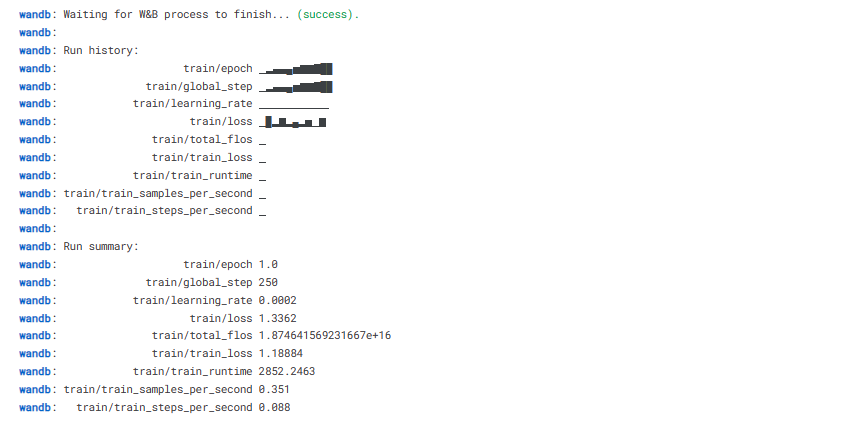 wandb: Waiting for W&B process to finish... (success).
wandb:
wandb: Run history:
wandb: train/epoch ▁▂▃▃▄▅▆▆▇██
wandb: train/global_step ▁▂▃▃▄▅▆▆▇██
wandb: train/learning_rate ▁▁▁▁▁▁▁▁▁▁
wandb: train/loss ▁█▂▆▂▄▂▅▁▆
wandb: train/total_flos ▁
wandb: train/train_loss ▁
wandb: train/train_runtime ▁
wandb: train/train_samples_per_second ▁
wandb: train/train_steps_per_second ▁
wandb:
wandb: Run summary:
wandb: train/epoch 1.0
wandb: train/global_step 250
wandb: train/learning_rate 0.0002
wandb: train/loss 1.3362
wandb: train/total_flos 1.874641569231667e+16
wandb: train/train_loss 1.18884
wandb: train/train_runtime 2852.2463
wandb: train/train_samples_per_second 0.351
wandb: train/train_steps_per_second 0.088